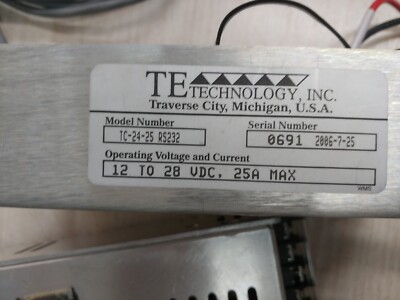 TE
TECHNOLOGY, INC.
Traverse City, Michigan, U.S.A.
Model Number
Serial Number
TC-24-25 RS232
0691 2006-7-25
Operating Voltage and Current
12 TO 28 VDC, 25A MAX
WMS